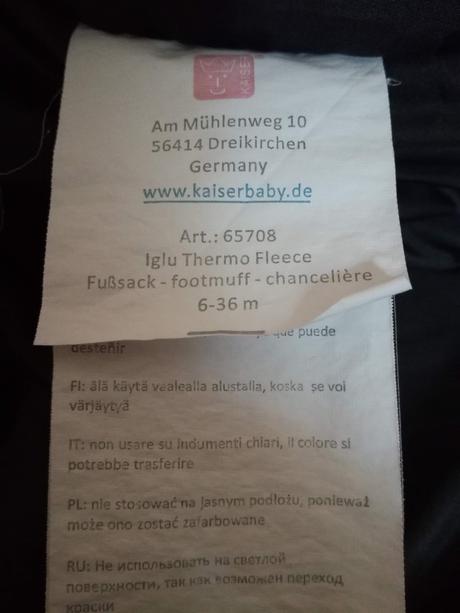 KAISER
Am Mühlenweg 10
56414 Dreikirchen
Germany
www.kaiserbaby.de
Art.: 65708
Iglu Thermo Fleece
Fußsack - footmuff - chancelière
6-36 m
que puede
desteñir
FI: älä käytä vaalealla alustalla, koska se voi
värjäytyä
IT: non usare su indumenti chiari, il colore si
potrebbe trasferire
PL: nie stosować na jasnym podłożu, ponieważ
może ono zostać zafarbowane
RU: Не использовать на светлой
поверхности, так как возможен переход
краски